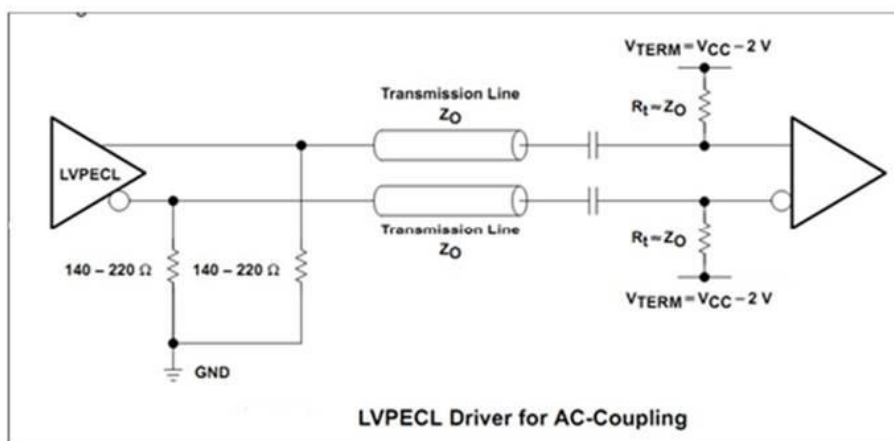 VTERM=VCC–2 V
Transmission Line
ZO
Rt=ZO
LVPECL
Transmission Line
ZO
Rt=ZO
140 – 220 Ω
140 – 220 Ω
VTERM=VCC–2 V
GND
LVPECL Driver for AC-Coupling